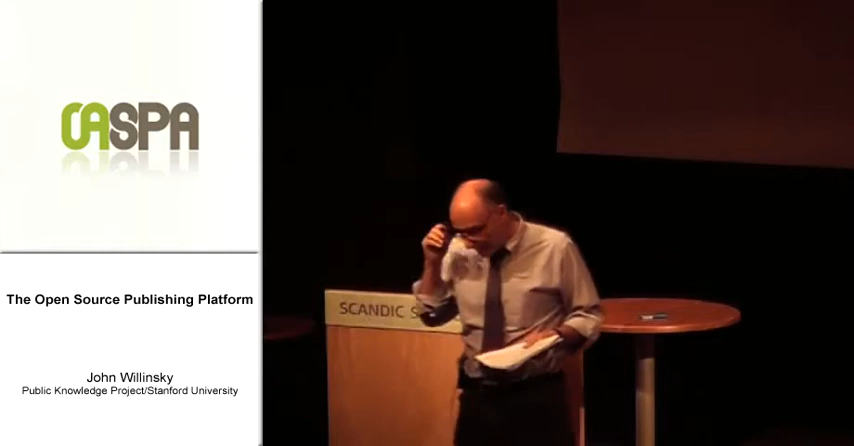 OASPA
The Open Source Publishing Platform
John Willinsky
Public Knowledge Project/Stanford University
SCANDIC S